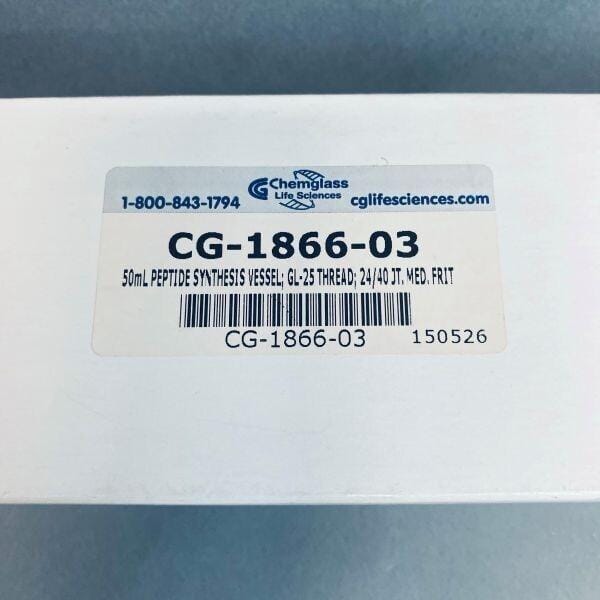 CG Chemglass
Life Sciences
1-800-843-1794 cglifesciences.com
CG-1866-03
50mL PEPTIDE SYNTHESIS VESSEL; GL-25 THREAD; 24/40 JT. MED. FRIT
CG-1866-03 150526